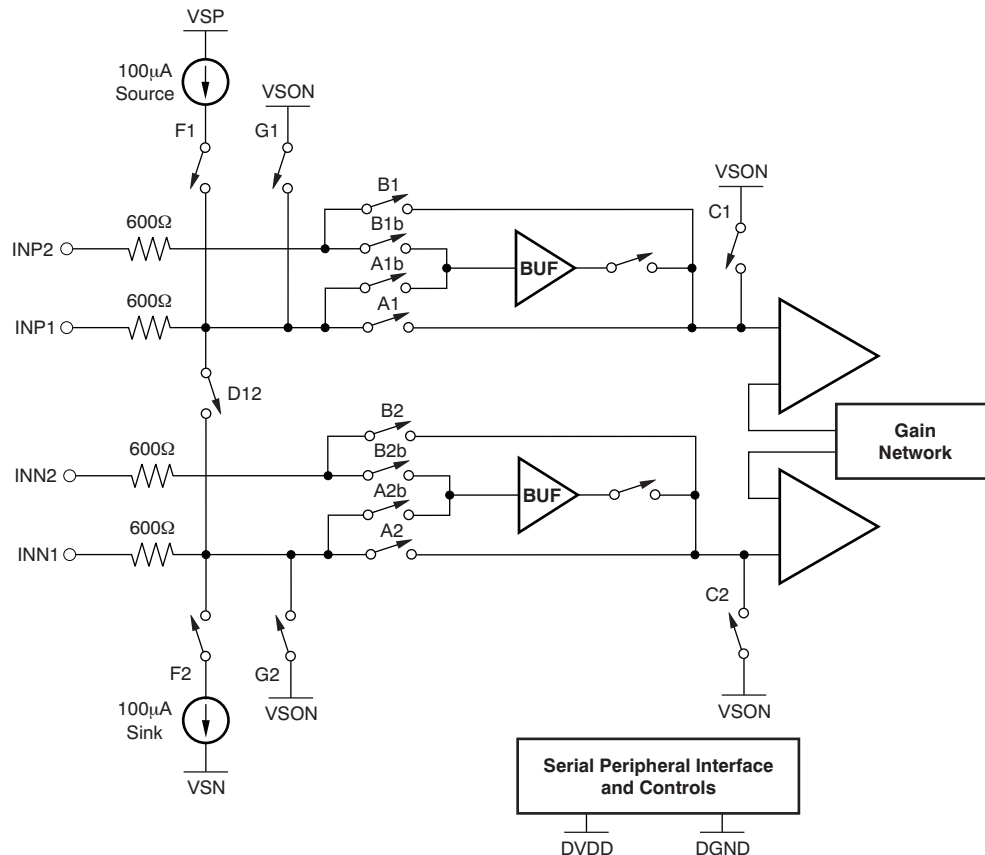 VSP
100μA
Source
VSON
F1
G1
VSON
B1
C1
600Ω
B1b
INP2
BUF
A1b
600Ω
A1
INP1
D12
B2
Gain
Network
600Ω
B2b
INN2
BUF
A2b
600Ω
A2
INN1
C2
F2
G2
100μA
Sink
VSON
VSON
VSN
Serial Peripheral Interface
and Controls
DVDD
DGND